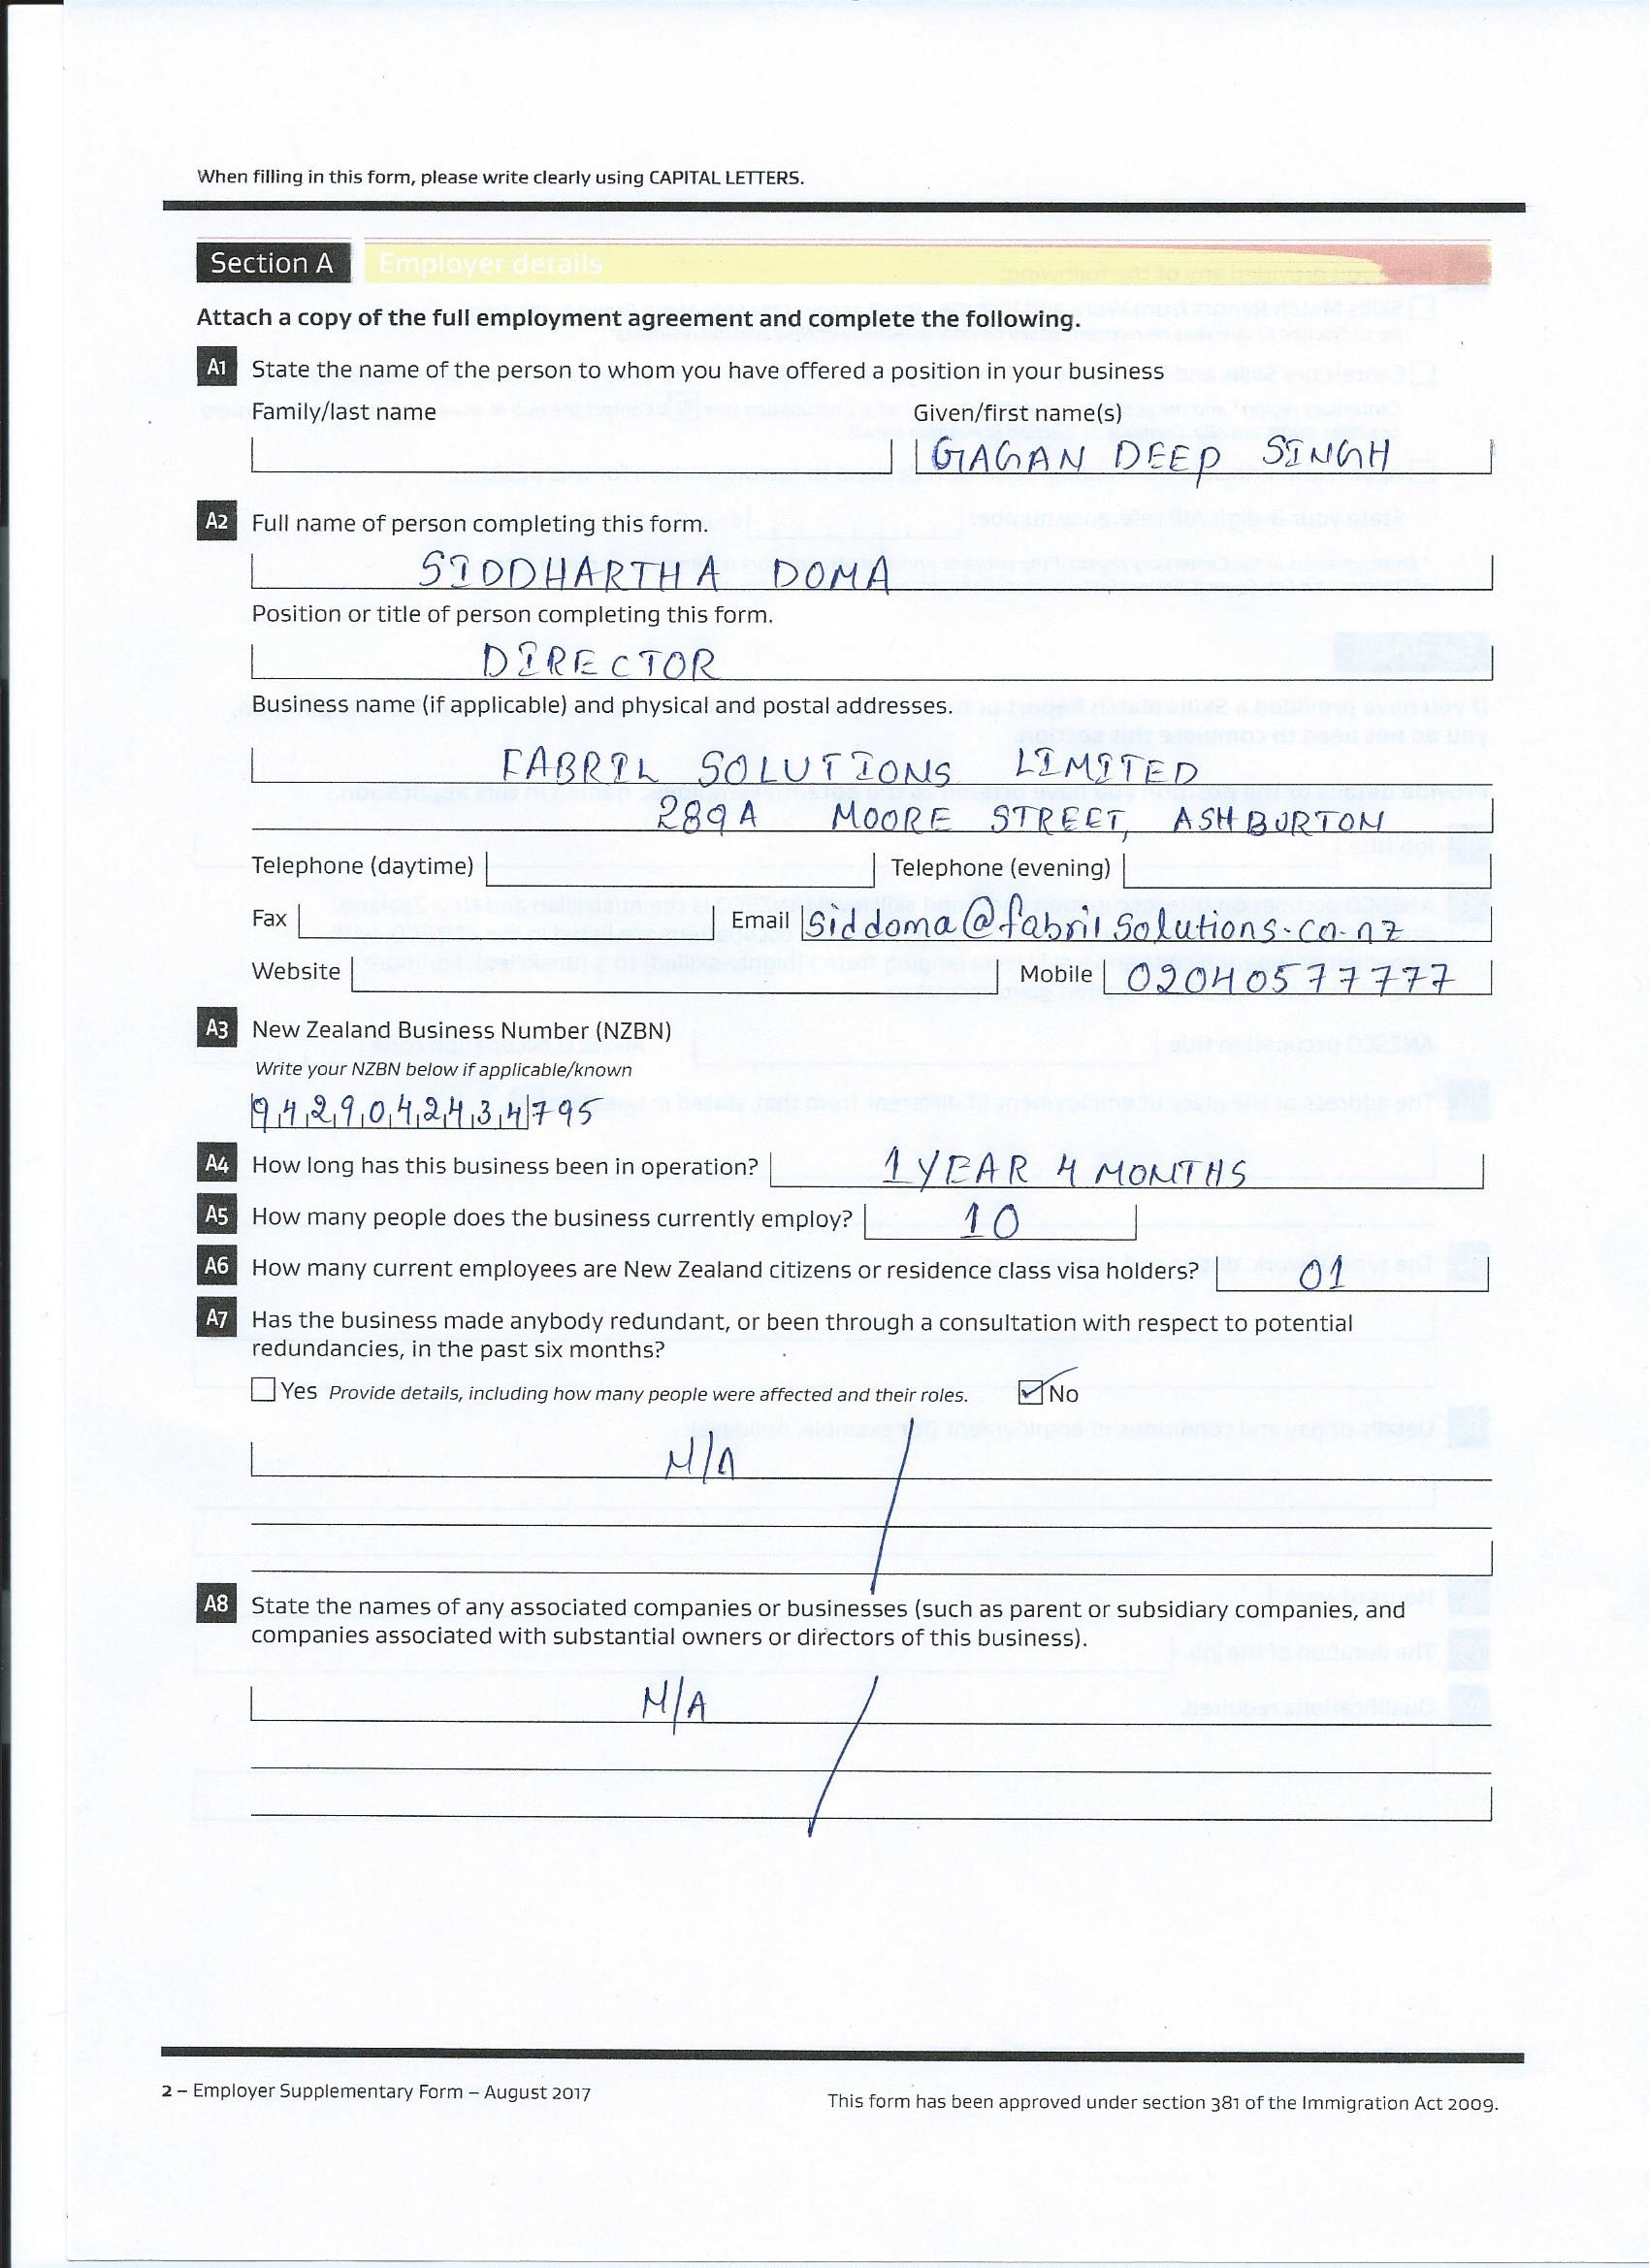 When filling in this form, please write clearly using CAPITAL LETTERS.
Section A Employer details
Attach a copy of the full employment agreement and complete the following.
A1 State the name of the person to whom you have offered a position in your business
Family/last name Given/first name(s)
GAGAN DEEP SINGH
A2 Full name of person completing this form.
SIDDHARTHA DOMA
Position or title of person completing this form.
DIRECTOR
Business name (if applicable) and physical and postal addresses.
FABRIL SOLUTIONS LIMITED
289A MOORE STREET, ASHBURTON
Telephone (daytime) Telephone (evening)
Fax Email siddoma@fabrilsolutions.co.nz
Website Mobile 02040577777
A3 New Zealand Business Number (NZBN)
Write your NZBN below if applicable/known
9429042434795
A4 How long has this business been in operation? 1 YEAR 4 MONTHS
A5 How many people does the business currently employ? 10
A6 How many current employees are New Zealand citizens or residence class visa holders? 01
A7 Has the business made anybody redundant, or been through a consultation with respect to potential
redundancies, in the past six months?
Yes Provide details, including how many people were affected and their roles. No
N/A
A8 State the names of any associated companies or businesses (such as parent or subsidiary companies, and
companies associated with substantial owners or directors of this business).
N/A
2 – Employer Supplementary Form – August 2017
This form has been approved under section 381 of the Immigration Act 2009.